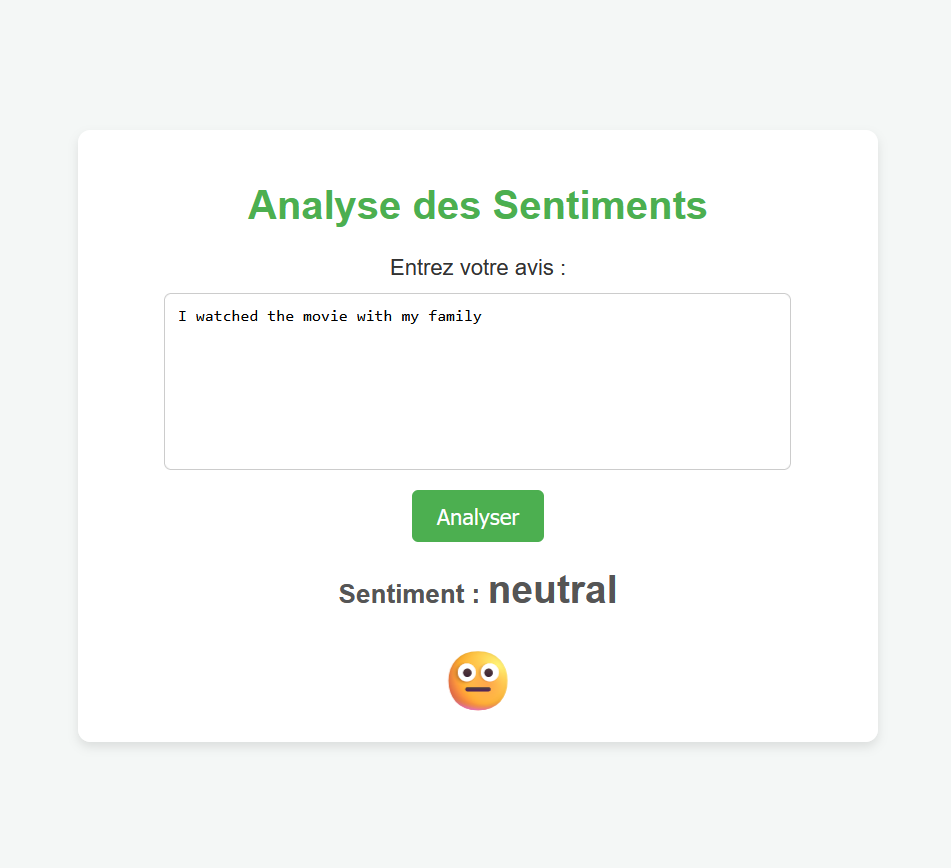 Analyse des Sentiments
Entrez votre avis :
I watched the movie with my family
Analyser
Sentiment : neutral